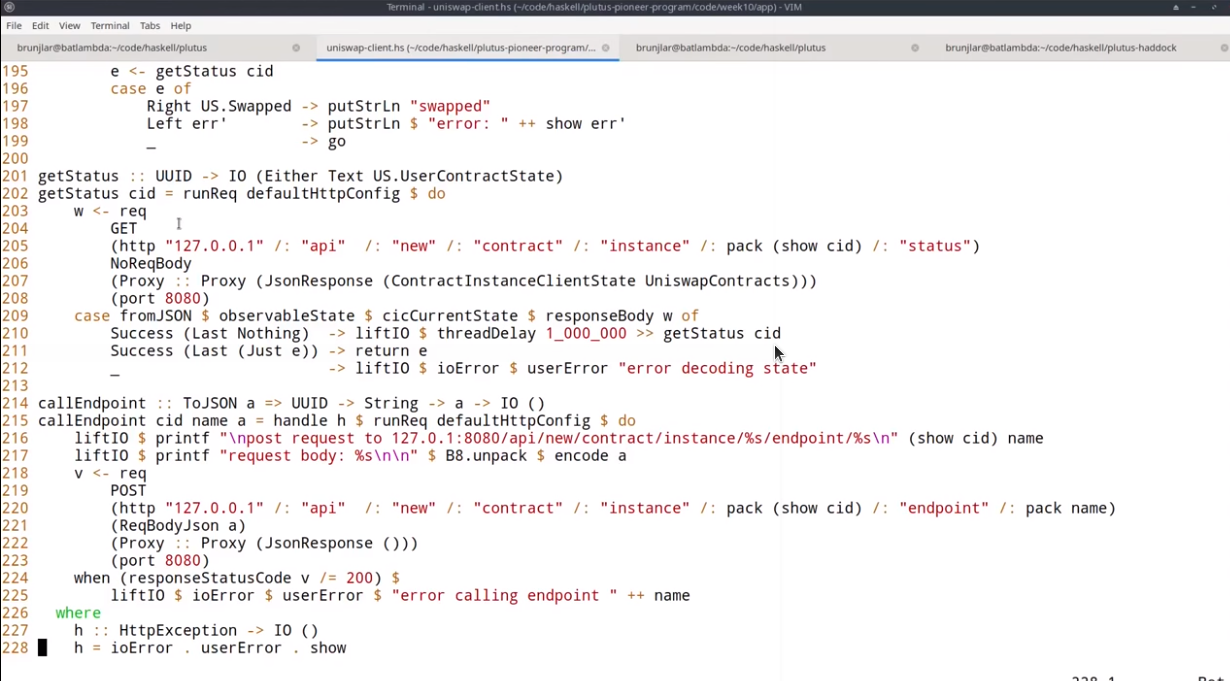 Terminal - uniswap-client.hs (~/code/haskell/plutus-pioneer-program/code/week10/app) - VIM
File Edit View Terminal Tabs Help
brunjlar@batlambda:~/code/haskell/plutus uniswap-client.hs (~/code/haskell/plutus-pioneer-program/... brunjlar@batlambda:~/code/haskell/plutus brunjlar@batlambda:~/code/haskell/plutus-haddock
195         e <- getStatus cid
196         case e of
197             Right US.Swapped -> putStrLn "swapped"
198             Left err'        -> putStrLn $ "error: " ++ show err'
199             _                -> go
200
201 getStatus :: UUID -> IO (Either Text US.UserContractState)
202 getStatus cid = runReq defaultHttpConfig $ do
203     w <- req
204         GET
205         (http "127.0.0.1" /: "api"  /: "new" /: "contract" /: "instance" /: pack (show cid) /: "status")
206         NoReqBody
207         (Proxy :: Proxy (JsonResponse (ContractInstanceClientState UniswapContracts)))
208         (port 8080)
209     case fromJSON $ observableState $ cicCurrentState $ responseBody w of
210         Success (Last Nothing)  -> liftIO $ threadDelay 1_000_000 >> getStatus cid
211         Success (Last (Just e)) -> return e
212         _                       -> liftIO $ ioError $ userError "error decoding state"
213
214 callEndpoint :: ToJSON a => UUID -> String -> a -> IO ()
215 callEndpoint cid name a = handle h $ runReq defaultHttpConfig $ do
216     liftIO $ printf "\npost request to 127.0.1:8080/api/new/contract/instance/%s/endpoint/%s\n" (show cid) name
217     liftIO $ printf "request body: %s\n\n" $ B8.unpack $ encode a
218     v <- req
219         POST
220         (http "127.0.0.1" /: "api"  /: "new" /: "contract" /: "instance" /: pack (show cid) /: "endpoint" /: pack name)
221         (ReqBodyJson a)
222         (Proxy :: Proxy (JsonResponse ()))
223         (port 8080)
224     when (responseStatusCode v /= 200) $
225         liftIO $ ioError $ userError $ "error calling endpoint " ++ name
226   where
227     h :: HttpException -> IO ()
228     h = ioError . userError . show